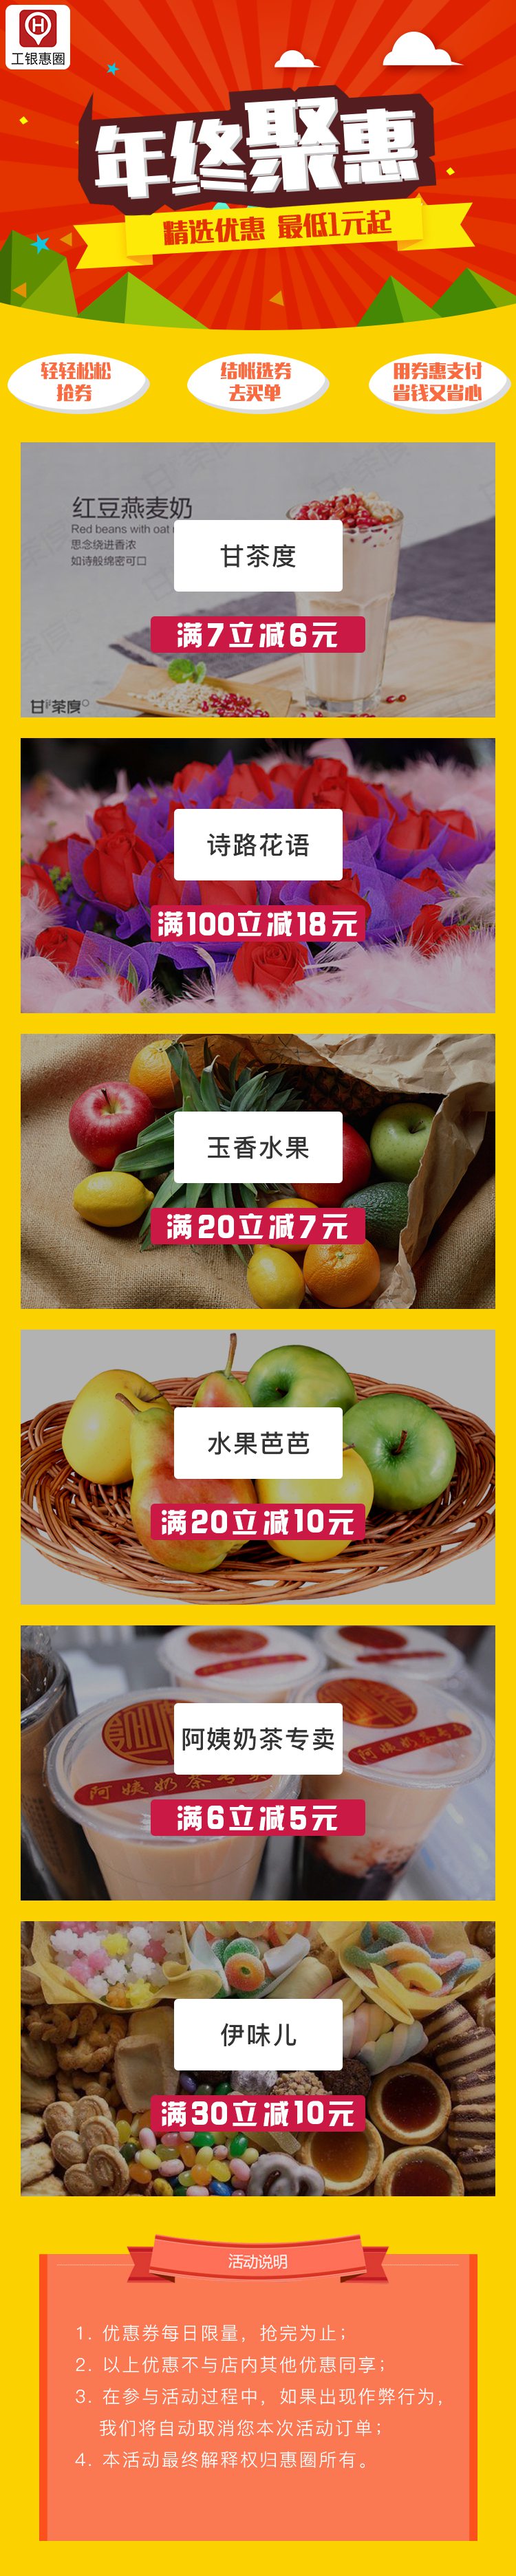 工银惠圈
年终聚惠
精选优惠 最低1元起
轻轻松松
抢券
结帐选券
去买单
用券惠支付
省钱又省心
红豆燕麦奶
Red beans with oat
思念绕进香浓
如诗般绵密可口
甘茶度
满7立减6元
甘茶度
诗路花语
满100立减18元
玉香水果
满20立减7元
水果芭芭
满20立减10元
阿姨奶茶专卖
阿姨奶茶专卖
满6立减5元
伊味儿
满30立减10元
活动说明
1. 优惠券每日限量，抢完为止；
2. 以上优惠不与店内其他优惠同享；
3. 在参与活动过程中，如果出现作弊行为，
我们将自动取消您本次活动订单；
4. 本活动最终解释权归惠圈所有。